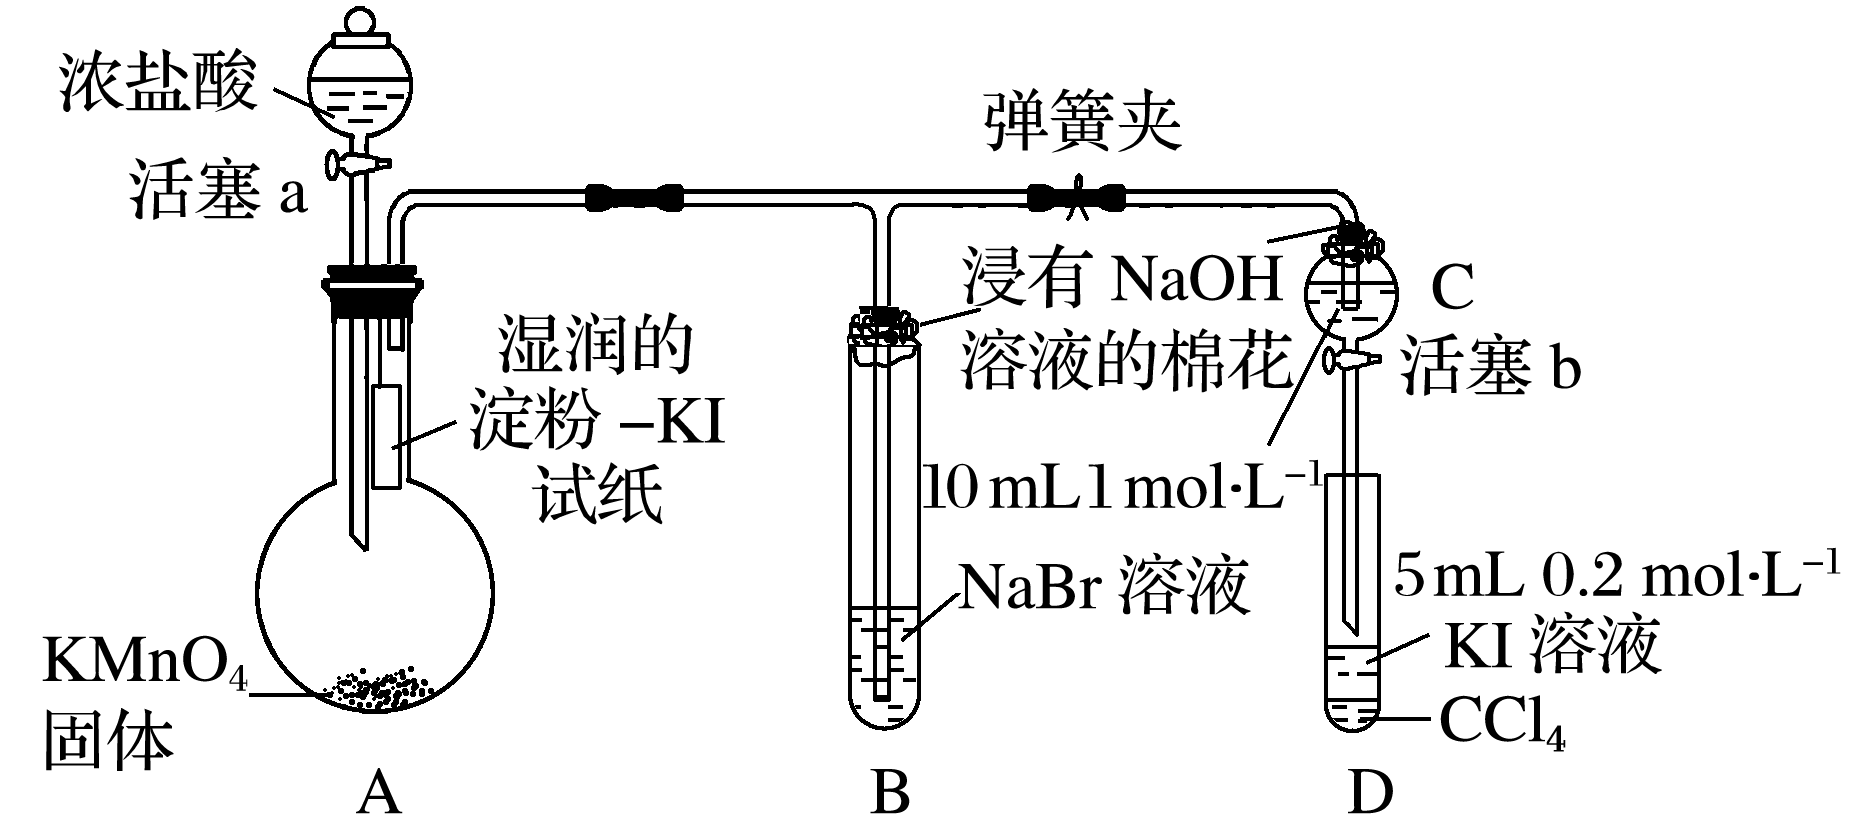 浓盐酸
活塞 a
弹簧夹
浸有 NaOH
溶液的棉花
C
活塞 b
湿润的
淀粉－KI
试纸
10 mL 1 mol·L⁻¹
NaBr 溶液
5 mL 0.2 mol·L⁻¹
KI 溶液
CCl₄
KMnO₄
固体
A
B
D